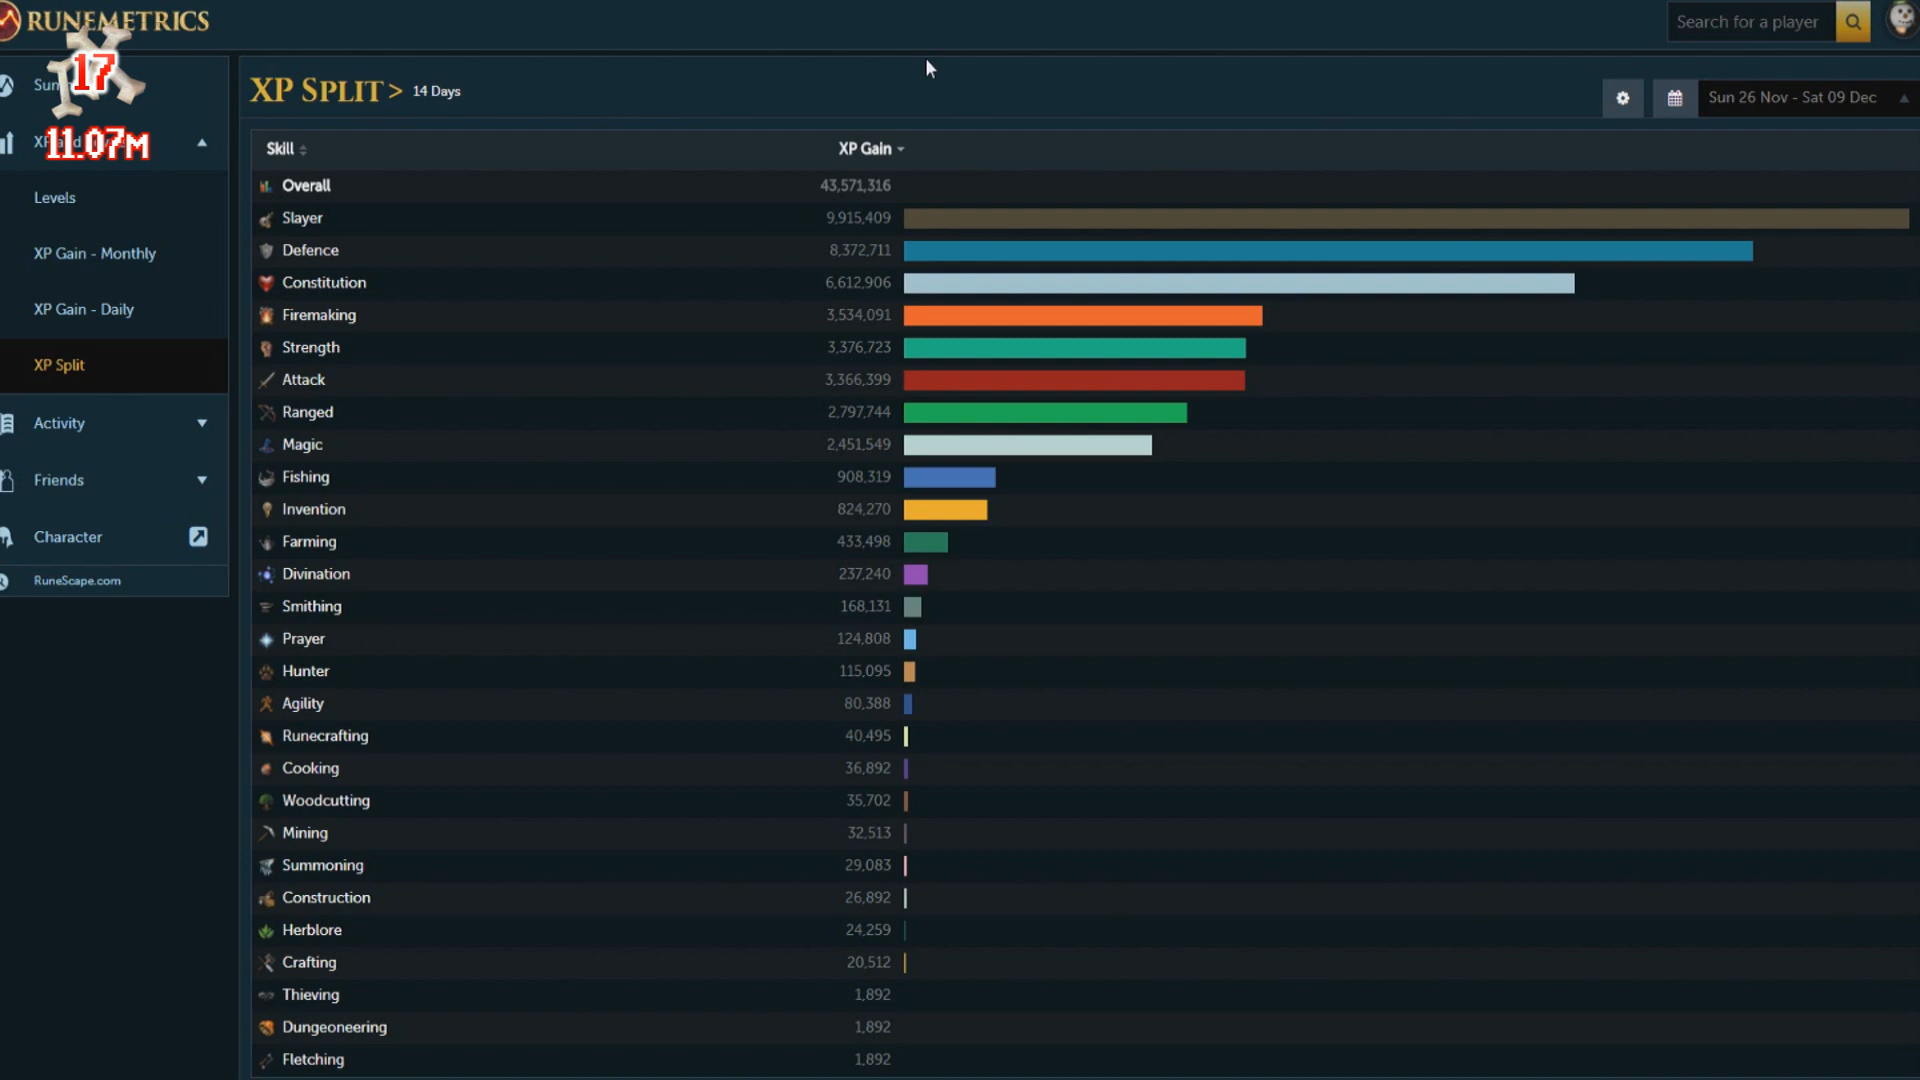 RUNEMETRICS
Search for a player
17
11.07M
XP SPLIT > 14 Days
Sun 26 Nov - Sat 09 Dec
Levels
XP Gain - Monthly
XP Gain - Daily
XP Split
Activity
Friends
Character
RuneScape.com
Skill XP Gain
Overall 43,571,316
Slayer 9,915,409
Defence 8,372,711
Constitution 6,612,906
Firemaking 3,534,091
Strength 3,376,723
Attack 3,366,399
Ranged 2,797,744
Magic 2,451,549
Fishing 908,319
Invention 824,270
Farming 433,498
Divination 237,240
Smithing 168,131
Prayer 124,808
Hunter 115,095
Agility 80,388
Runecrafting 40,495
Cooking 36,892
Woodcutting 35,702
Mining 32,513
Summoning 29,083
Construction 26,892
Herblore 24,259
Crafting 20,512
Thieving 1,892
Dungeoneering 1,892
Fletching 1,892